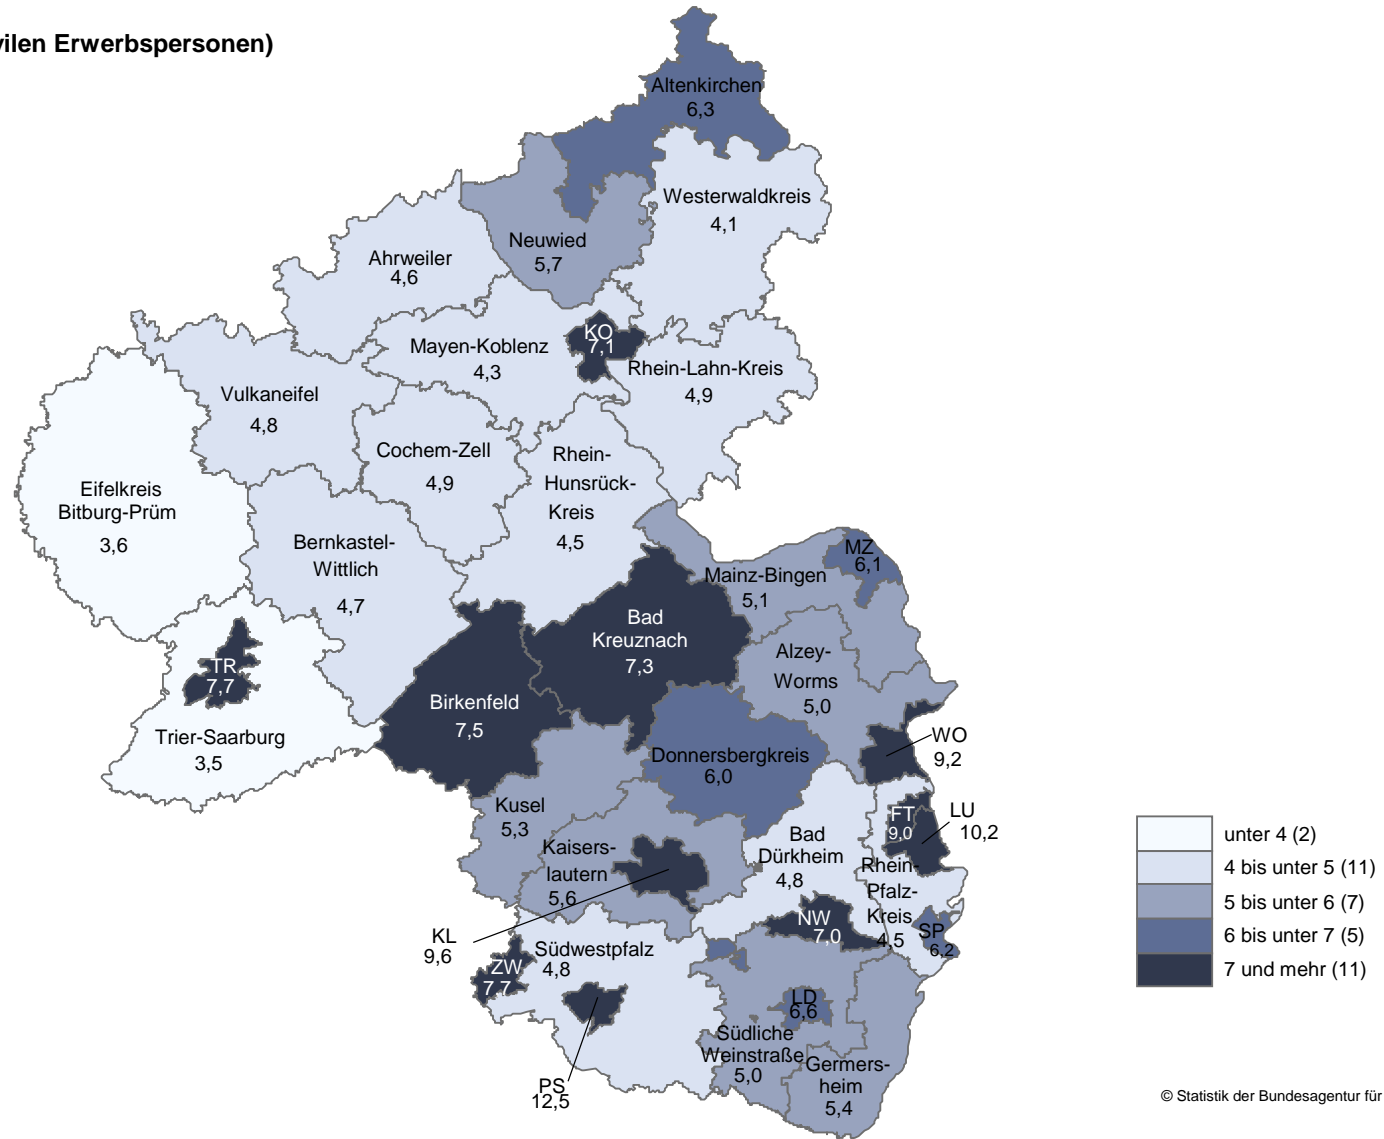 vilen Erwerbspersonen)
Altenkirchen
6,3
Westerwaldkreis
4,1
Neuwied
5,7
Ahrweiler
4,6
KO
7,1
Mayen-Koblenz
4,3
Rhein-Lahn-Kreis
4,9
Vulkaneifel
4,8
Cochem-Zell
4,9
Rhein-
Hunsrück-
Kreis
4,5
Eifelkreis
Bitburg-Prüm
3,6
Bernkastel-
Wittlich
4,7
MZ
6,1
Mainz-Bingen
5,1
Bad
Kreuznach
7,3
Alzey-
Worms
5,0
TR
7,7
Birkenfeld
7,5
Trier-Saarburg
3,5
Donnersbergkreis
6,0
WO
9,2
Kusel
5,3
FT
9,0
LU
10,2
Kaisers-
lautern
5,6
Bad
Dürkheim
4,8
Rhein-
Pfalz-
Kreis
4,5
NW
7,0
SP
6,2
KL
9,6
Südwestpfalz
4,8
ZW
7,7
LD
6,6
Südliche
Weinstraße
5,0
Germers-
heim
5,4
PS
12,5
unter 4 (2)
4 bis unter 5 (11)
5 bis unter 6 (7)
6 bis unter 7 (5)
7 und mehr (11)
© Statistik der Bundesagentur für